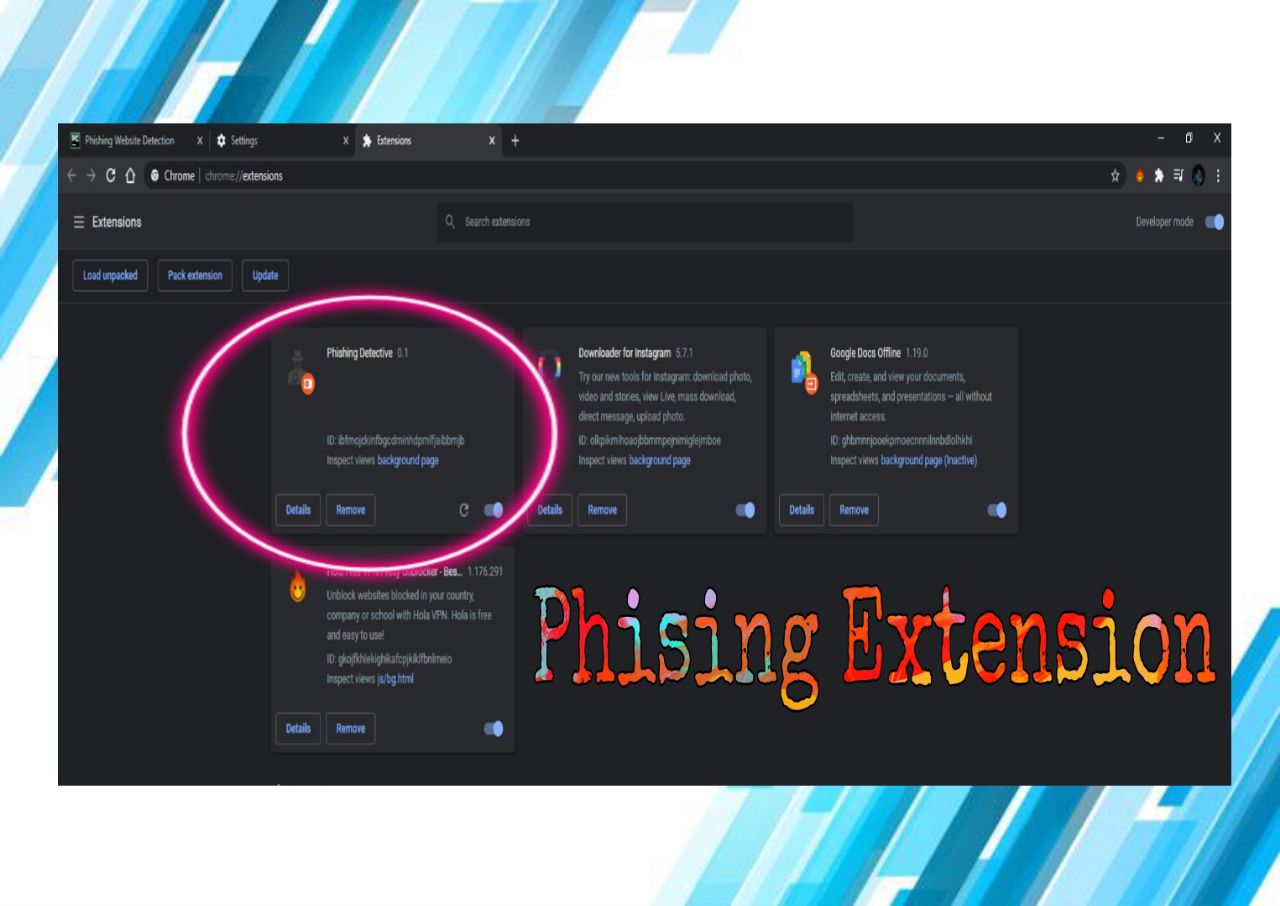 Phishing Website Detection
Settings
Extensions
Chrome | chrome://extensions
Extensions
Search extensions
Developer mode
Load unpacked
Pack extension
Update
Phishing Detective 0.1
ID: ibfmojckinfbgcdminhdpmlfjaibbmjb
Inspect views background page
Details
Remove
Downloader for Instagram 5.7.1
Try our new tools for Instagram: download photo,
video and stories, view Live, mass download,
direct message, upload photo.
ID: olkpikmlhoaojbbmmpejnimiglejmboe
Inspect views background page
Details
Remove
Google Docs Offline 1.19.0
Edit, create, and view your documents,
spreadsheets, and presentations — all without
internet access.
ID: ghbmnnjooekpmoecnnnilnnbdlolhkhi
Inspect views background page (Inactive)
Details
Remove
Hola Free VPN Proxy Unblocker - Bes... 1.176.291
Unblock websites blocked in your country,
company or school with Hola VPN. Hola is free
and easy to use!
ID: gkojfkhlekighikafcpjkiklfbnlmeio
Inspect views js/bg.html
Details
Remove
Phising Extension